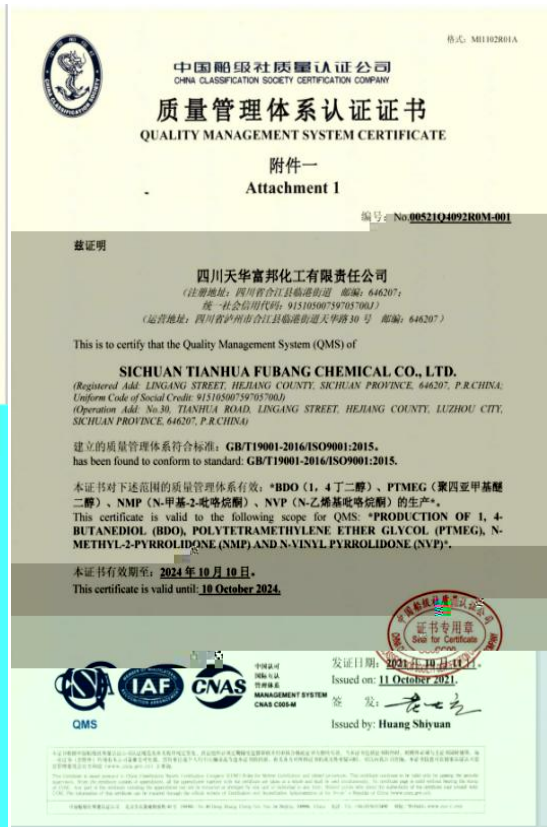 格式: MI1102R01A
中国船级社质量认证公司
CHINA CLASSIFICATION SOCIETY CERTIFICATION COMPANY
质量管理体系认证证书
QUALITY MANAGEMENT SYSTEM CERTIFICATE
附件一
Attachment 1
编号: No.00521Q4092R0M-001
兹证明
四川天华富邦化工有限责任公司
(注册地址: 四川省合江县临港街道 邮编: 646207;
统一社会信用代码: 91510500759705700J)
(运营地址: 四川省泸州市合江县临港街道天华路30号 邮编: 646207)
This is to certify that the Quality Management System (QMS) of
SICHUAN TIANHUA FUBANG CHEMICAL CO., LTD.
(Registered Add: LINGANG STREET, HEJIANG COUNTY, SICHUAN PROVINCE, 646207, P.R.CHINA;
Uniform Code of Social Credit: 91510500759705700J)
(Operation Add: No.30, TIANHUA ROAD, LINGANG STREET, HEJIANG COUNTY, LUZHOU CITY,
SICHUAN PROVINCE, 646207, P.R.CHINA)
建立的质量管理体系符合标准: GB/T19001-2016/ISO9001:2015。
has been found to conform to standard: GB/T19001-2016/ISO9001:2015.
本证书对下述范围的质量管理体系有效: *BDO（1，4丁二醇）、PTMEG（聚四亚甲基醚
二醇）、NMP（N-甲基-2-吡咯烷酮）、NVP（N-乙烯基吡咯烷酮）的生产*。
This certificate is valid to the following scope for QMS: *PRODUCTION OF 1, 4-
BUTANEDIOL (BDO), POLYTETRAMETHYLENE ETHER GLYCOL (PTMEG), N-
METHYL-2-PYRROLIDONE (NMP) AND N-VINYL PYRROLIDONE (NVP)*.
本证书有效期至: 2024年10月10日。
This certificate is valid until: 10 October 2024.
证书专用章
Seal for Certificate
发证日期: 2021年10月11日。
Issued on: 11 October 2021.
签 发:
Issued by: Huang Shiyuan
QMS
IAF
CNAS
中国认可
国际互认
管理体系
MANAGEMENT SYSTEM
CNAS C005-M